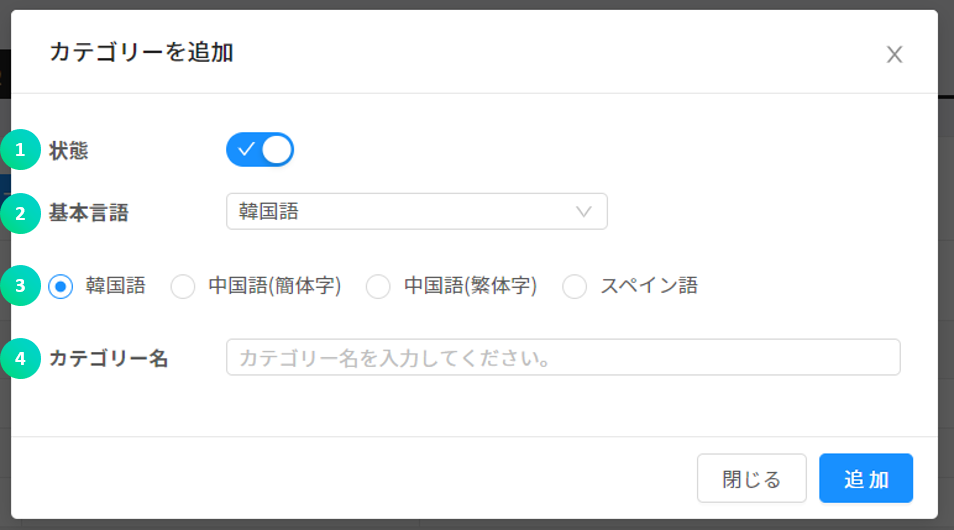 カテゴリーを追加
1 状態
2 基本言語 韓国語
3 韓国語 中国語(簡体字) 中国語(繁体字) スペイン語
4 カテゴリー名 カテゴリー名を入力してください。
閉じる 追加